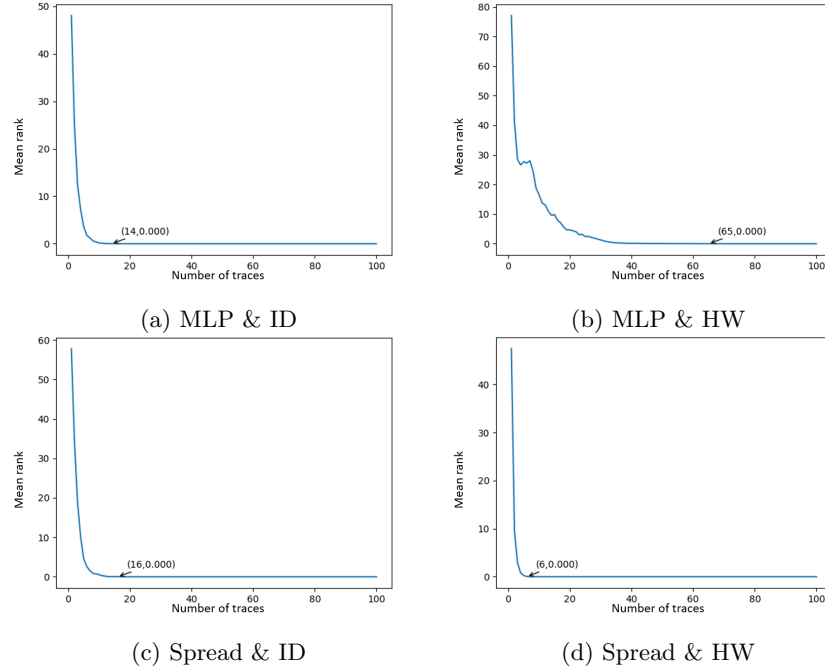 50
40
30
20
10
0
Mean rank
(14,0.000)
0 20 40 60 80 100
Number of traces
(a) MLP & ID
80
70
60
50
40
30
20
10
0
Mean rank
(65,0.000)
0 20 40 60 80 100
Number of traces
(b) MLP & HW
60
50
40
30
20
10
0
Mean rank
(16,0.000)
0 20 40 60 80 100
Number of traces
(c) Spread & ID
40
30
20
10
0
Mean rank
(6,0.000)
0 20 40 60 80 100
Number of traces
(d) Spread & HW